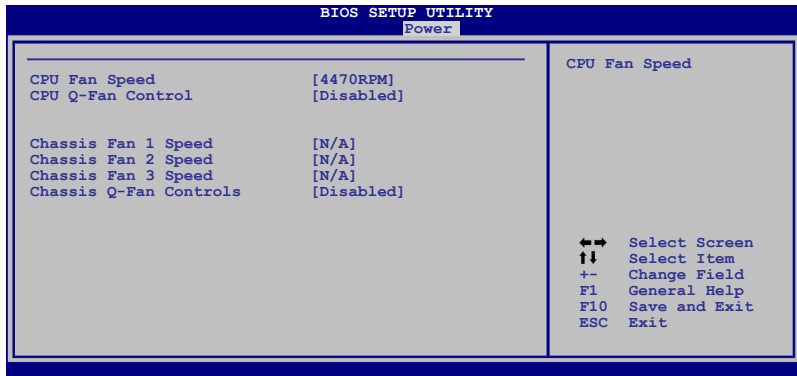 BIOS SETUP UTILITY
Power
CPU Fan Speed [4470RPM]
CPU Q-Fan Control [Disabled]
Chassis Fan 1 Speed [N/A]
Chassis Fan 2 Speed [N/A]
Chassis Fan 3 Speed [N/A]
Chassis Q-Fan Controls [Disabled]
CPU Fan Speed
←→ Select Screen
↑↓ Select Item
+- Change Field
F1 General Help
F10 Save and Exit
ESC Exit